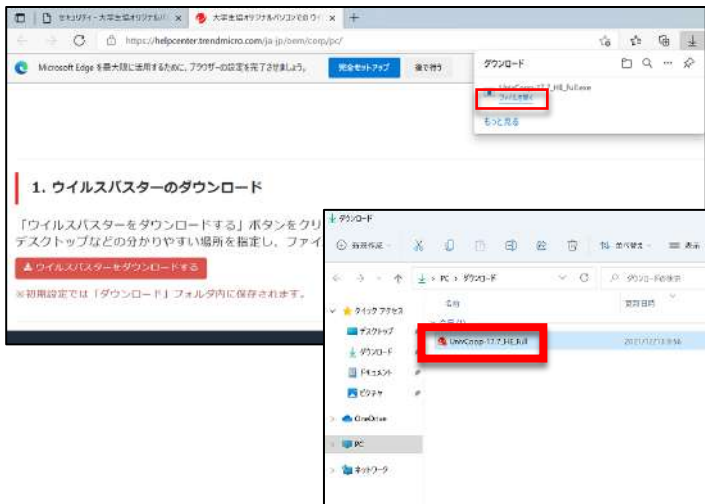 セキュリティ - 大学生協オリジナルパ
大学生協オリジナルパソコンでのウイ
https://helpcenter.trendmicro.com/ja-jp/oem/corp/pc/
Microsoft Edge を最大限に活用するために、ブラウザーの設定を完了させましょう。
完全セットアップ
後で行う
ダウンロード
UnivCoop-17.7_HE_Full.exe
ファイルを開く
もっと見る
1. ウイルスバスターのダウンロード
「ウイルスバスターをダウンロードする」ボタンをクリ
デスクトップなどの分かりやすい場所を指定し、ファイ
ウイルスバスターをダウンロードする
※初期設定では「ダウンロード」フォルダ内に保存されます。
ダウンロード
新規作成
並べ替え
表示
PC › ダウンロード
ダウンロードの検索
名前
更新日時
クイック アクセス
デスクトップ
ダウンロード
ドキュメント
ピクチャ
OneDrive
PC
ネットワーク
UnivCoop-17.7_HE_Full